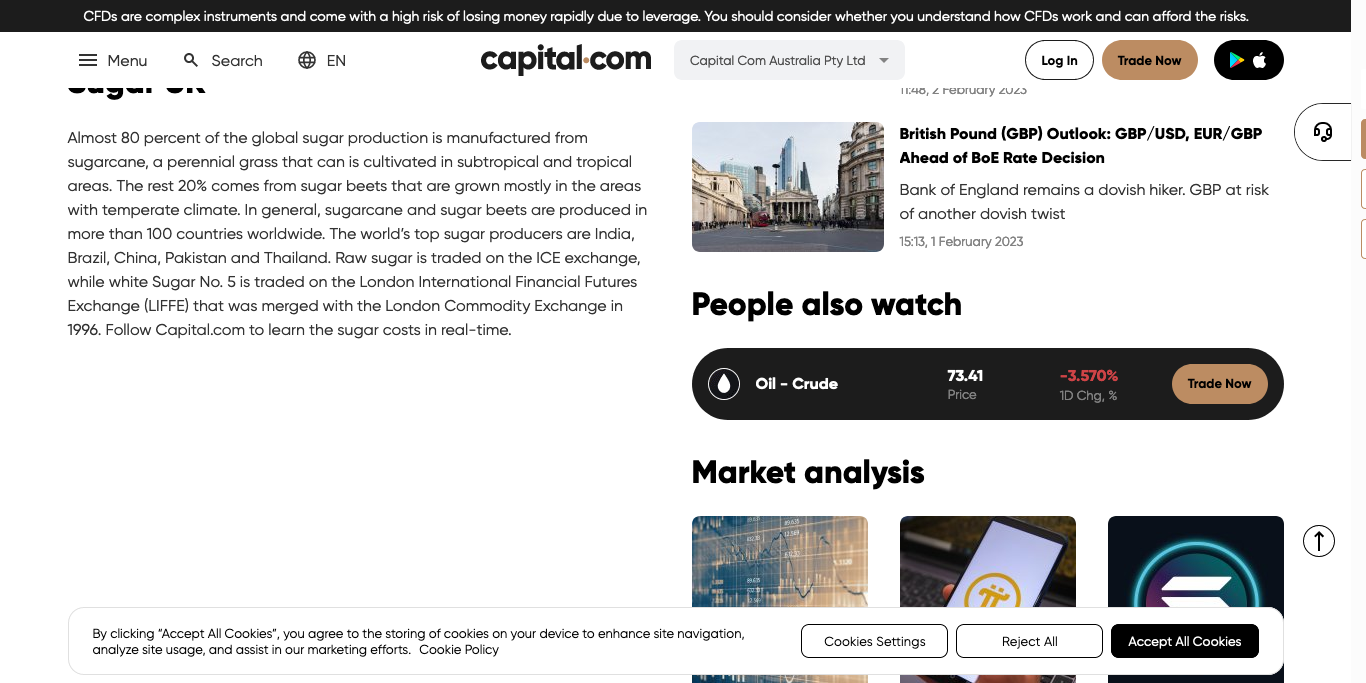 CFDs are complex instruments and come with a high risk of losing money rapidly due to leverage. You should consider whether you understand how CFDs work and can afford the risks.
Menu
Search
EN
capital.com
Capital Com Australia Pty Ltd
Log In
Trade Now
Sugar UK
Almost 80 percent of the global sugar production is manufactured from
sugarcane, a perennial grass that can is cultivated in subtropical and tropical
areas. The rest 20% comes from sugar beets that are grown mostly in the areas
with temperate climate. In general, sugarcane and sugar beets are produced in
more than 100 countries worldwide. The world's top sugar producers are India,
Brazil, China, Pakistan and Thailand. Raw sugar is traded on the ICE exchange,
while white Sugar No. 5 is traded on the London International Financial Futures
Exchange (LIFFE) that was merged with the London Commodity Exchange in
1996. Follow Capital.com to learn the sugar costs in real-time.
11:48, 2 February 2023
British Pound (GBP) Outlook: GBP/USD, EUR/GBP
Ahead of BoE Rate Decision
Bank of England remains a dovish hiker. GBP at risk
of another dovish twist
15:13, 1 February 2023
People also watch
Oil - Crude
73.41
Price
-3.570%
1D Chg, %
Trade Now
Market analysis
By clicking "Accept All Cookies", you agree to the storing of cookies on your device to enhance site navigation,
analyze site usage, and assist in our marketing efforts. Cookie Policy
Cookies Settings
Reject All
Accept All Cookies